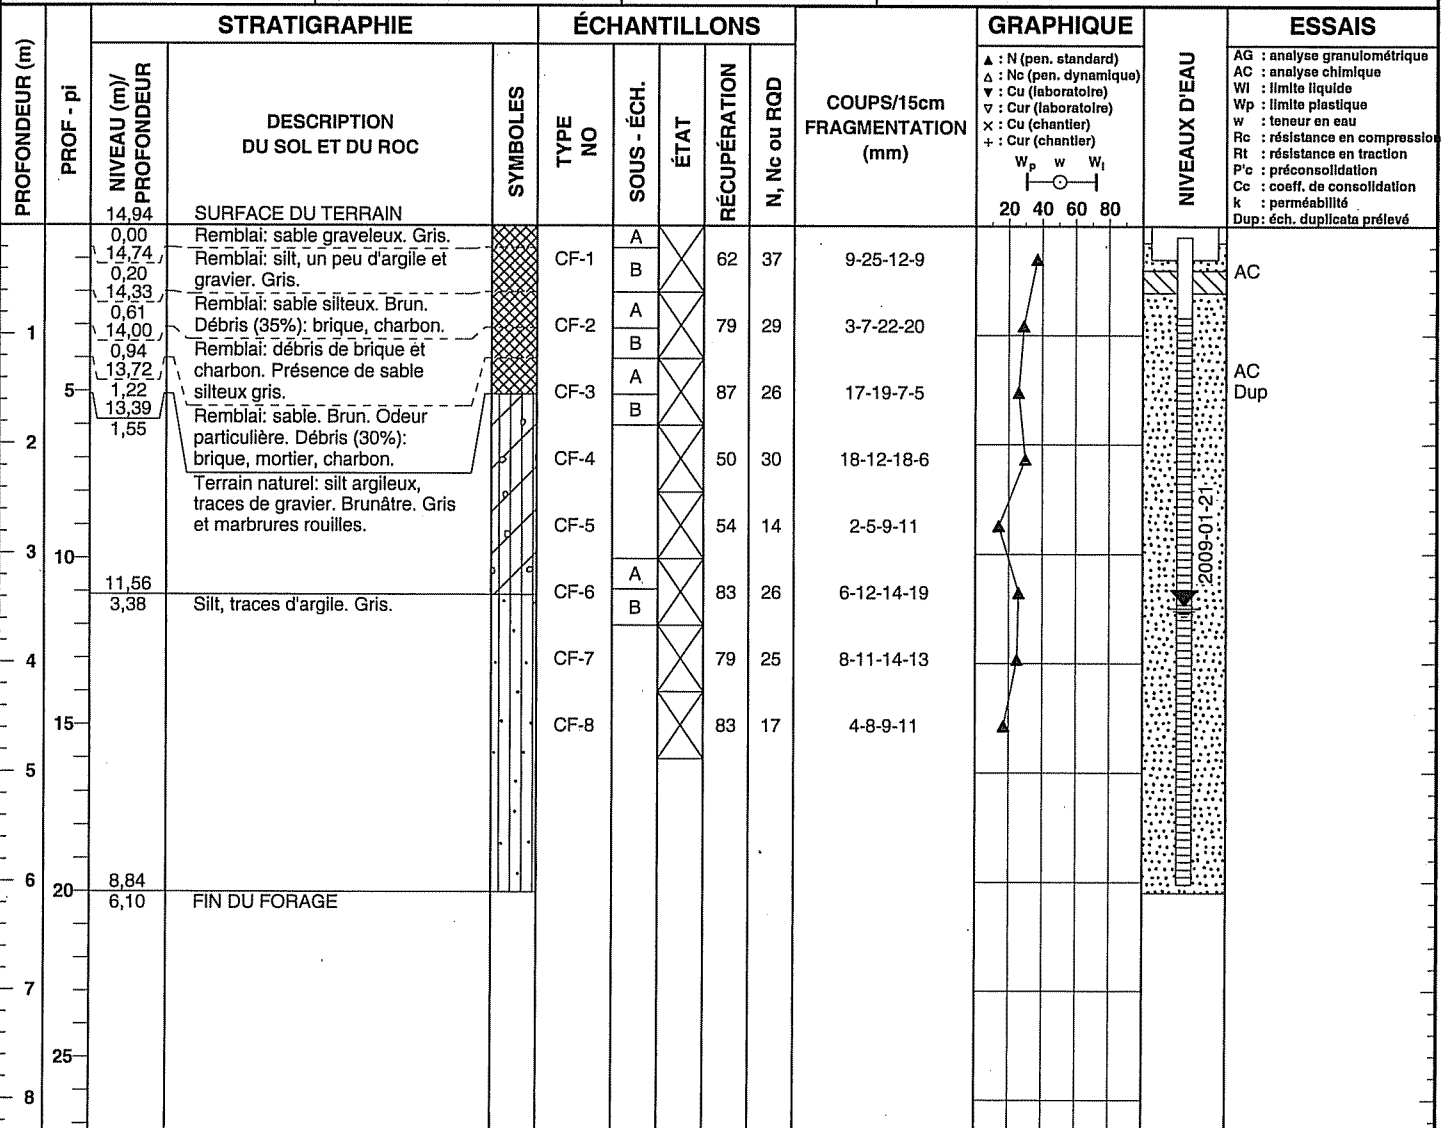 STRATIGRAPHIE
ÉCHANTILLONS
GRAPHIQUE
ESSAIS
PROFONDEUR (m)
PROF - pi
NIVEAU (m)/
PROFONDEUR
DESCRIPTION
DU SOL ET DU ROC
SYMBOLES
TYPE
NO
SOUS - ÉCH.
ÉTAT
RÉCUPÉRATION
N, Nc ou RQD
COUPS/15cm
FRAGMENTATION
(mm)
▲ : N (pen. standard)
△ : Nc (pen. dynamique)
▼ : Cu (laboratoire)
▽ : Cur (laboratoire)
× : Cu (chantier)
+ : Cur (chantier)
Wp w Wl
20 40 60 80
NIVEAUX D'EAU
AG : analyse granulométrique
AC : analyse chimique
Wl : limite liquide
Wp : limite plastique
w : teneur en eau
Rc : résistance en compression
Rt : résistance en traction
P'c : préconsolidation
Cc : coeff. de consolidation
k : perméabilité
Dup: éch. duplicata prélevé
14,94 SURFACE DU TERRAIN
0,00 Remblai: sable graveleux. Gris.
14,74 Remblai: silt, un peu d'argile et
0,20 gravier. Gris.
14,33 Remblai: sable silteux. Brun.
0,61 Débris (35%): brique, charbon.
14,00
0,94 Remblai: débris de brique et
13,72 charbon. Présence de sable
1,22 silteux gris.
13,39 Remblai: sable. Brun. Odeur
1,55 particulière. Débris (30%):
brique, mortier, charbon.
Terrain naturel: silt argileux,
traces de gravier. Brunâtre. Gris
et marbrures rouilles.
11,56
3,38 Silt, traces d'argile. Gris.
8,84
6,10 FIN DU FORAGE
1
2
3
4
5
6
7
8
5
10
15
20
25
CF-1 A B 62 37 9-25-12-9 AC
CF-2 A B 79 29 3-7-22-20
CF-3 A B 87 26 17-19-7-5 AC
Dup
CF-4 50 30 18-12-18-6
CF-5 54 14 2-5-9-11
CF-6 A B 83 26 6-12-14-19
CF-7 79 25 8-11-14-13
CF-8 83 17 4-8-9-11
2009-01-21